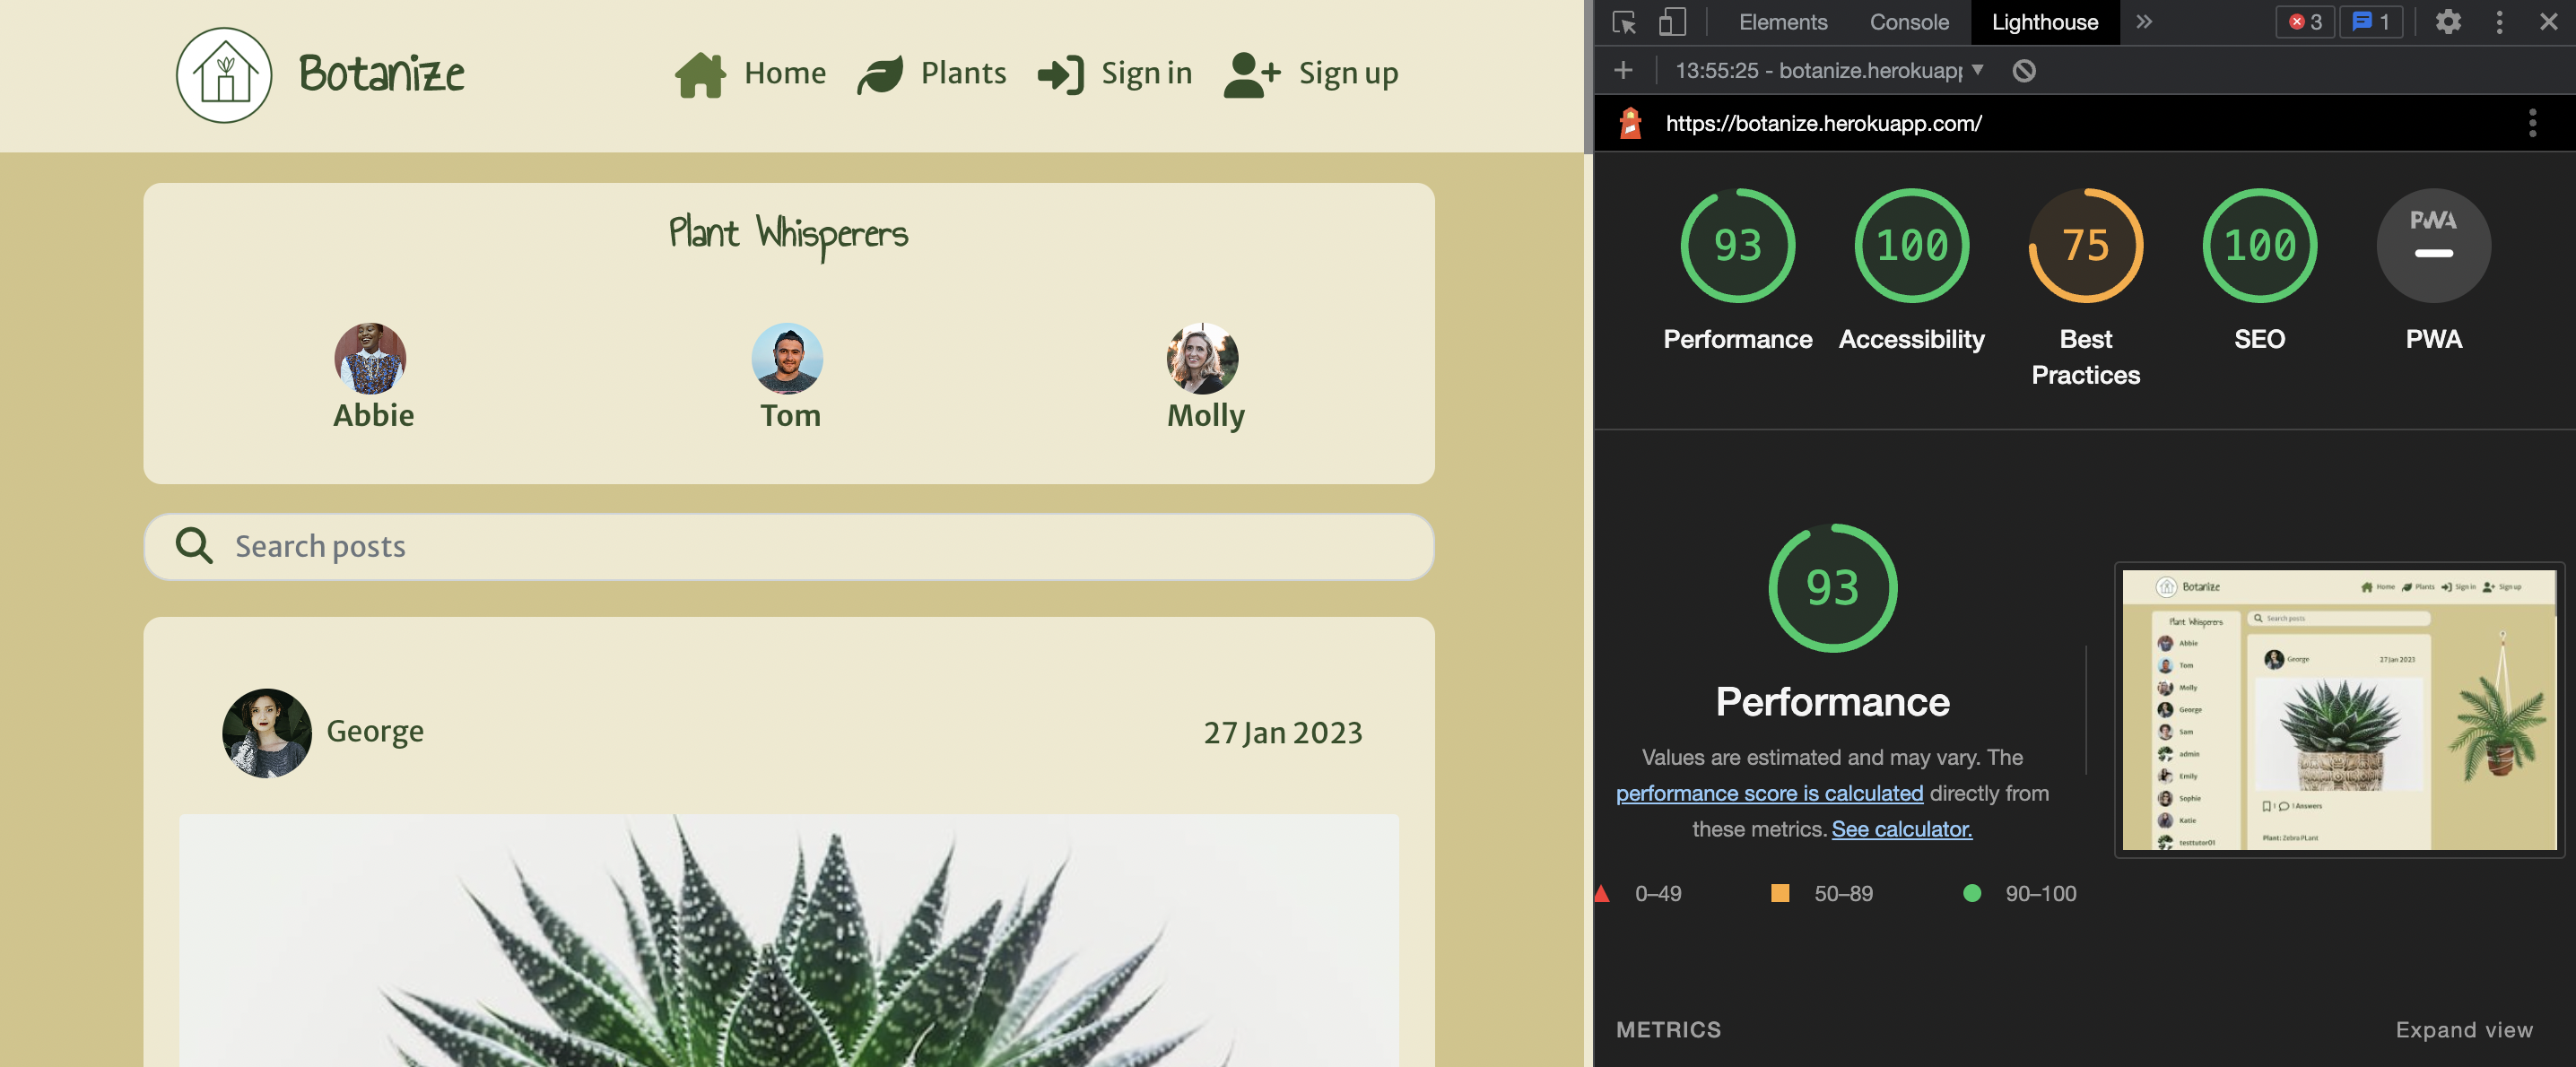 Botanize
Home
Plants
Sign in
Sign up
Plant Whisperers
Abbie
Tom
Molly
Search posts
George
27 Jan 2023
Elements
Console
Lighthouse
3
1
13:55:25 - botanize.herokuapp
https://botanize.herokuapp.com/
93
100
75
100
PWA
Performance
Accessibility
Best
Practices
SEO
PWA
93
Performance
Values are estimated and may vary. The
performance score is calculated directly from
these metrics. See calculator.
0–49
50–89
90–100
Botanize
Home
Plants
Sign in
Sign up
Plant Whisperers
Abbie
Tom
Molly
George
Sam
admin
Emily
Sophie
Katie
testtutor01
Search posts
George
27 Jan 2023
1 Answers
Plant: Zebra PLant
METRICS
Expand view